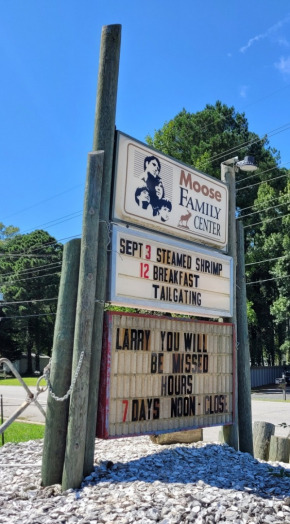 Moose
FAMILY
CENTER
SEPT 3 STEAMED SHRIMP
12 BREAKFAST
TAILGATING
LARRY YOU WILL
BE MISSED
HOURS
7 DAYS NOON - CLOSE